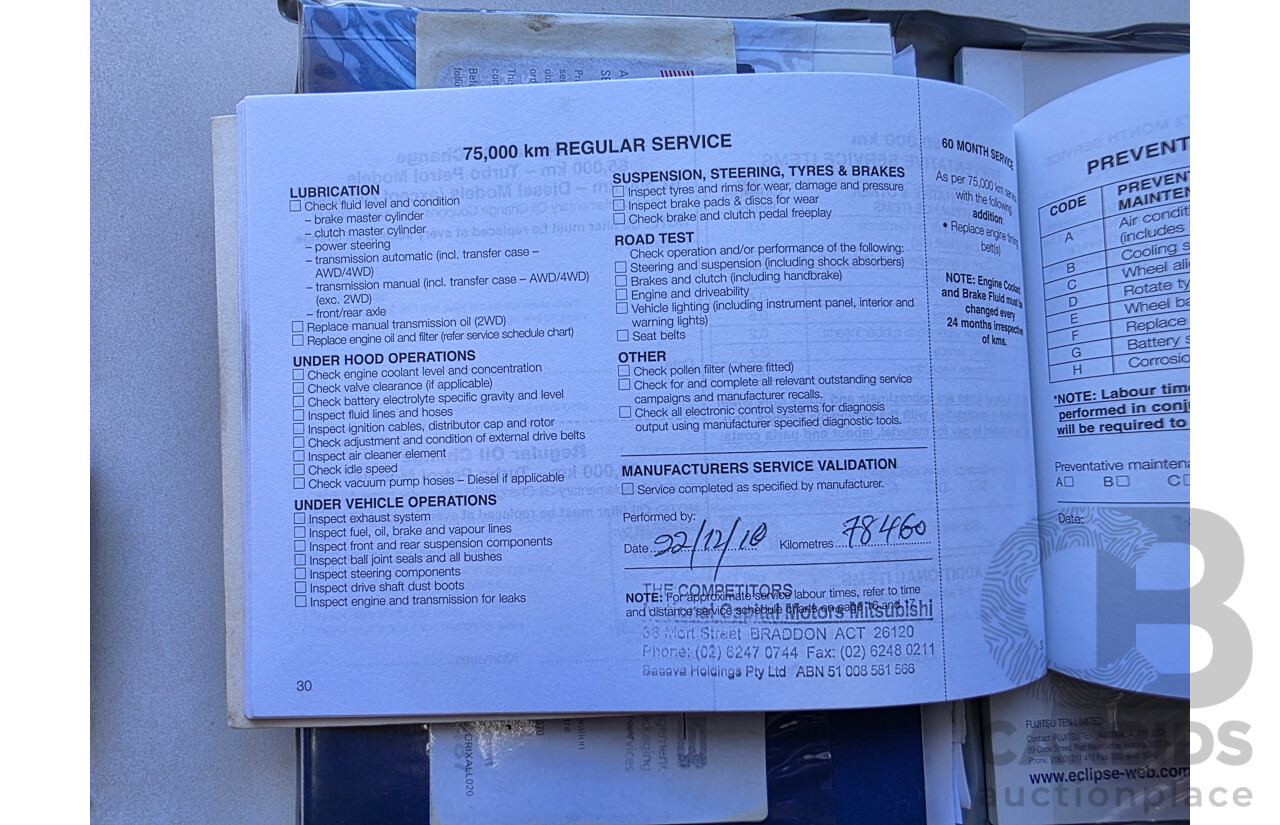 75,000 km REGULAR SERVICE
LUBRICATION
Check fluid level and condition
– brake master cylinder
– clutch master cylinder
– power steering
– transmission automatic (incl. transfer case –
AWD/4WD)
– transmission manual (incl. transfer case – AWD/4WD)
(exc. 2WD)
– front/rear axle
Replace manual transmission oil (2WD)
Replace engine oil and filter (refer service schedule chart)
UNDER HOOD OPERATIONS
Check engine coolant level and concentration
Check valve clearance (if applicable)
Check battery electrolyte specific gravity and level
Inspect fluid lines and hoses
Inspect ignition cables, distributor cap and rotor
Check adjustment and condition of external drive belts
Inspect air cleaner element
Check idle speed
Check vacuum pump hoses – Diesel if applicable
UNDER VEHICLE OPERATIONS
Inspect exhaust system
Inspect fuel, oil, brake and vapour lines
Inspect front and rear suspension components
Inspect ball joint seals and all bushes
Inspect steering components
Inspect drive shaft dust boots
Inspect engine and transmission for leaks
30
SUSPENSION, STEERING, TYRES & BRAKES
Inspect tyres and rims for wear, damage and pressure
Inspect brake pads & discs for wear
Check brake and clutch pedal freeplay
ROAD TEST
Check operation and/or performance of the following:
Steering and suspension (including shock absorbers)
Brakes and clutch (including handbrake)
Engine and driveability
Vehicle lighting (including instrument panel, interior and
warning lights)
Seat belts
OTHER
Check pollen filter (where fitted)
Check for and complete all relevant outstanding service
campaigns and manufacturer recalls.
Check all electronic control systems for diagnosis
output using manufacturer specified diagnostic tools.
MANUFACTURERS SERVICE VALIDATION
Service completed as specified by manufacturer.
Performed by:
Date 22/12/10 Kilometres 78460
THE COMPETITORS
NOTE: For approximate service labour times, refer to time
and distance service schedule charts on page 16 and 17
Capital Motors Mitsubishi
38 Mort Street BRADDON ACT 26120
Phone: (02) 6247 0744 Fax: (02) 6248 0211
Holdings Pty Ltd ABN 51 008 581 566
60 MONTH SERVICE
As per 75,000 km service
with the following
addition:
• Replace engine timing
belt(s)
NOTE: Engine Coolant
and Brake Fluid must be
changed every
24 months irrespective
of kms.
PREVENT
CODE
PREVEN
MAINTEN
A
Air condit
(includes
B
Cooling s
C
Wheel ali
D
Rotate ty
E
Wheel ba
F
Replace
G
Battery s
H
Corrosio
*NOTE: Labour time
performed in conj
will be required to
Preventative maintena
A B C
Date:
FUJITSU TEN LIMITED
www.eclipse-web.com
CARBIDS
auctionplace